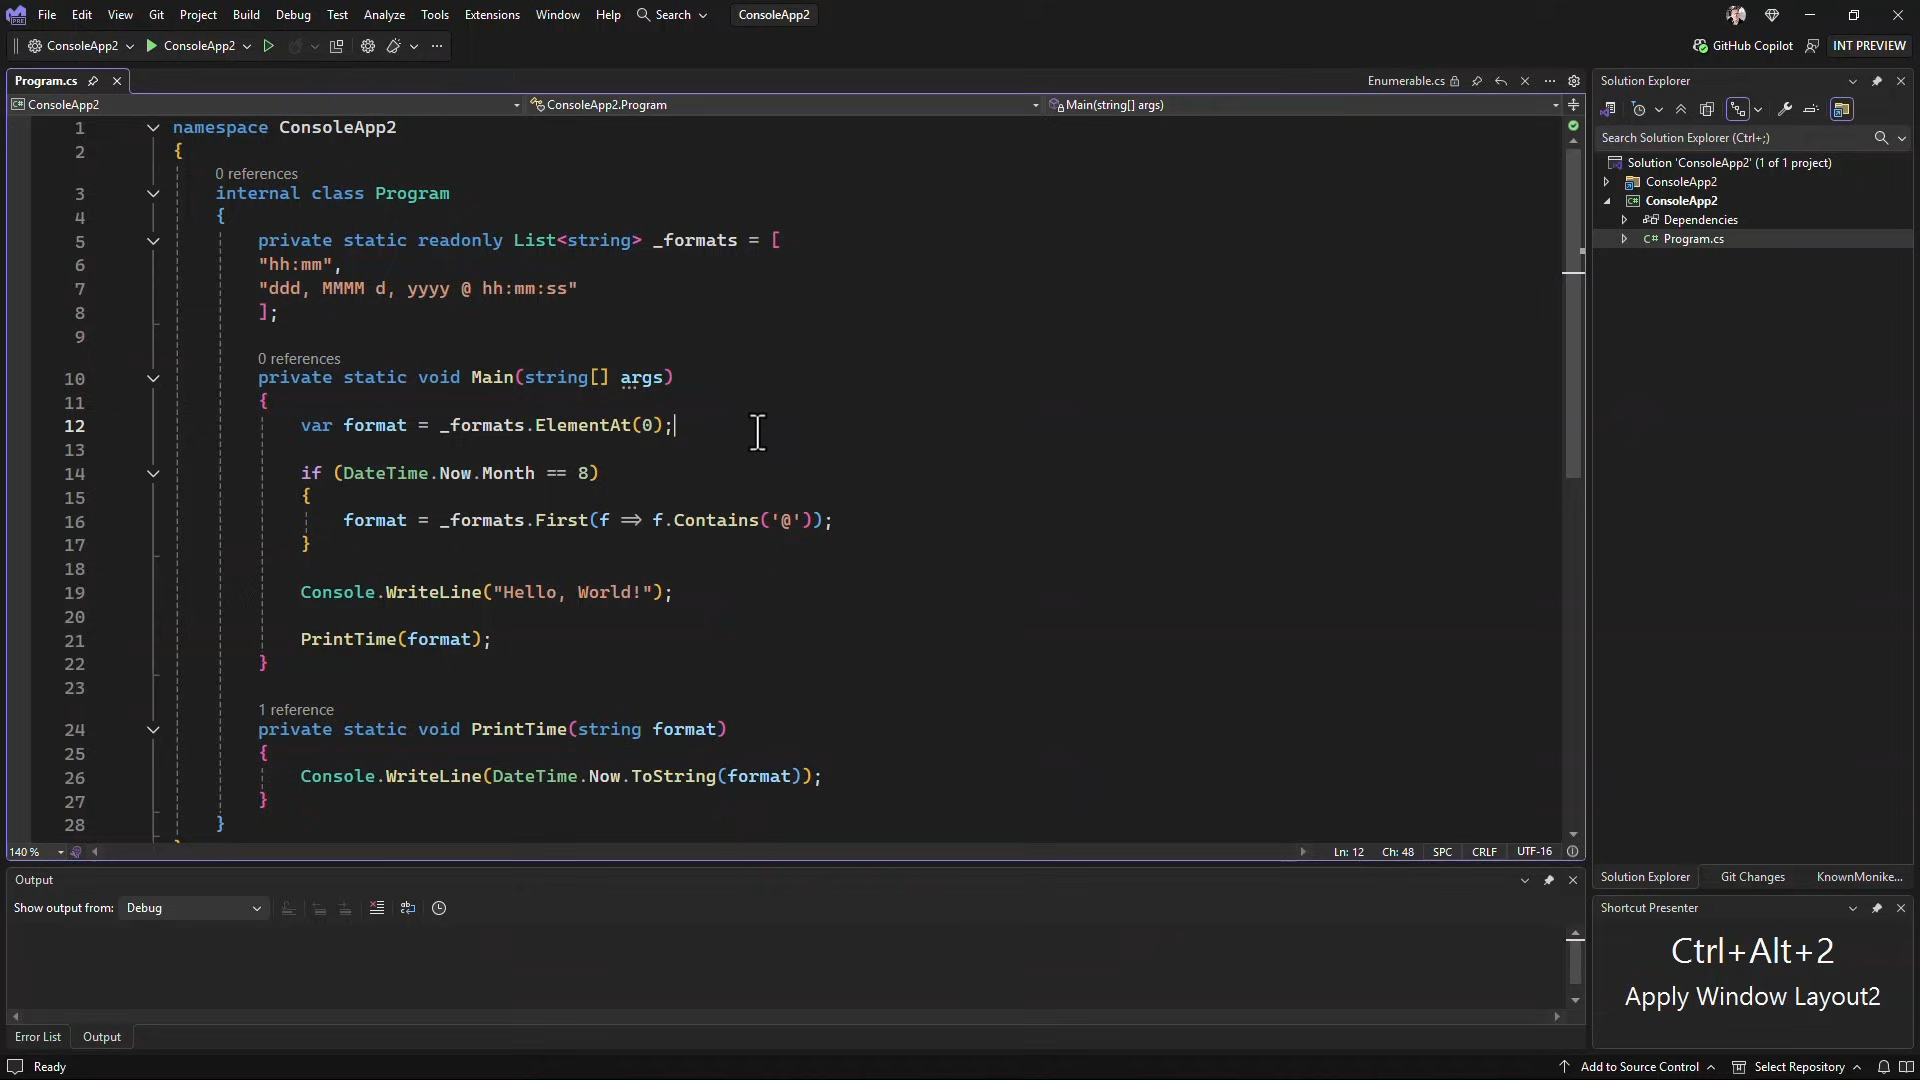 File Edit View Git Project Build Debug Test Analyze Tools Extensions Window Help Search ConsoleApp2
PRE
ConsoleApp2 ConsoleApp2 GitHub Copilot INT PREVIEW
Program.cs Enumerable.cs
ConsoleApp2 ConsoleApp2.Program Main(string[] args)
1 namespace ConsoleApp2
2 {
0 references
3 internal class Program
4 {
5 private static readonly List<string> _formats = [
6 "hh:mm",
7 "ddd, MMMM d, yyyy @ hh:mm:ss"
8 ];
9
0 references
10 private static void Main(string[] args)
11 {
12 var format = _formats.ElementAt(0);
13
14 if (DateTime.Now.Month == 8)
15 {
16 format = _formats.First(f => f.Contains('@'));
17 }
18
19 Console.WriteLine("Hello, World!");
20
21 PrintTime(format);
22 }
23
1 reference
24 private static void PrintTime(string format)
25 {
26 Console.WriteLine(DateTime.Now.ToString(format));
27 }
28 }
140 % Ln: 12 Ch: 48 SPC CRLF UTF-16
Output
Show output from: Debug
Error List Output
Ready Add to Source Control Select Repository
Solution Explorer
Search Solution Explorer (Ctrl+;)
Solution 'ConsoleApp2' (1 of 1 project)
ConsoleApp2
ConsoleApp2
Dependencies
C# Program.cs
Solution Explorer Git Changes KnownMonike...
Shortcut Presenter
Ctrl+Alt+2
Apply Window Layout2